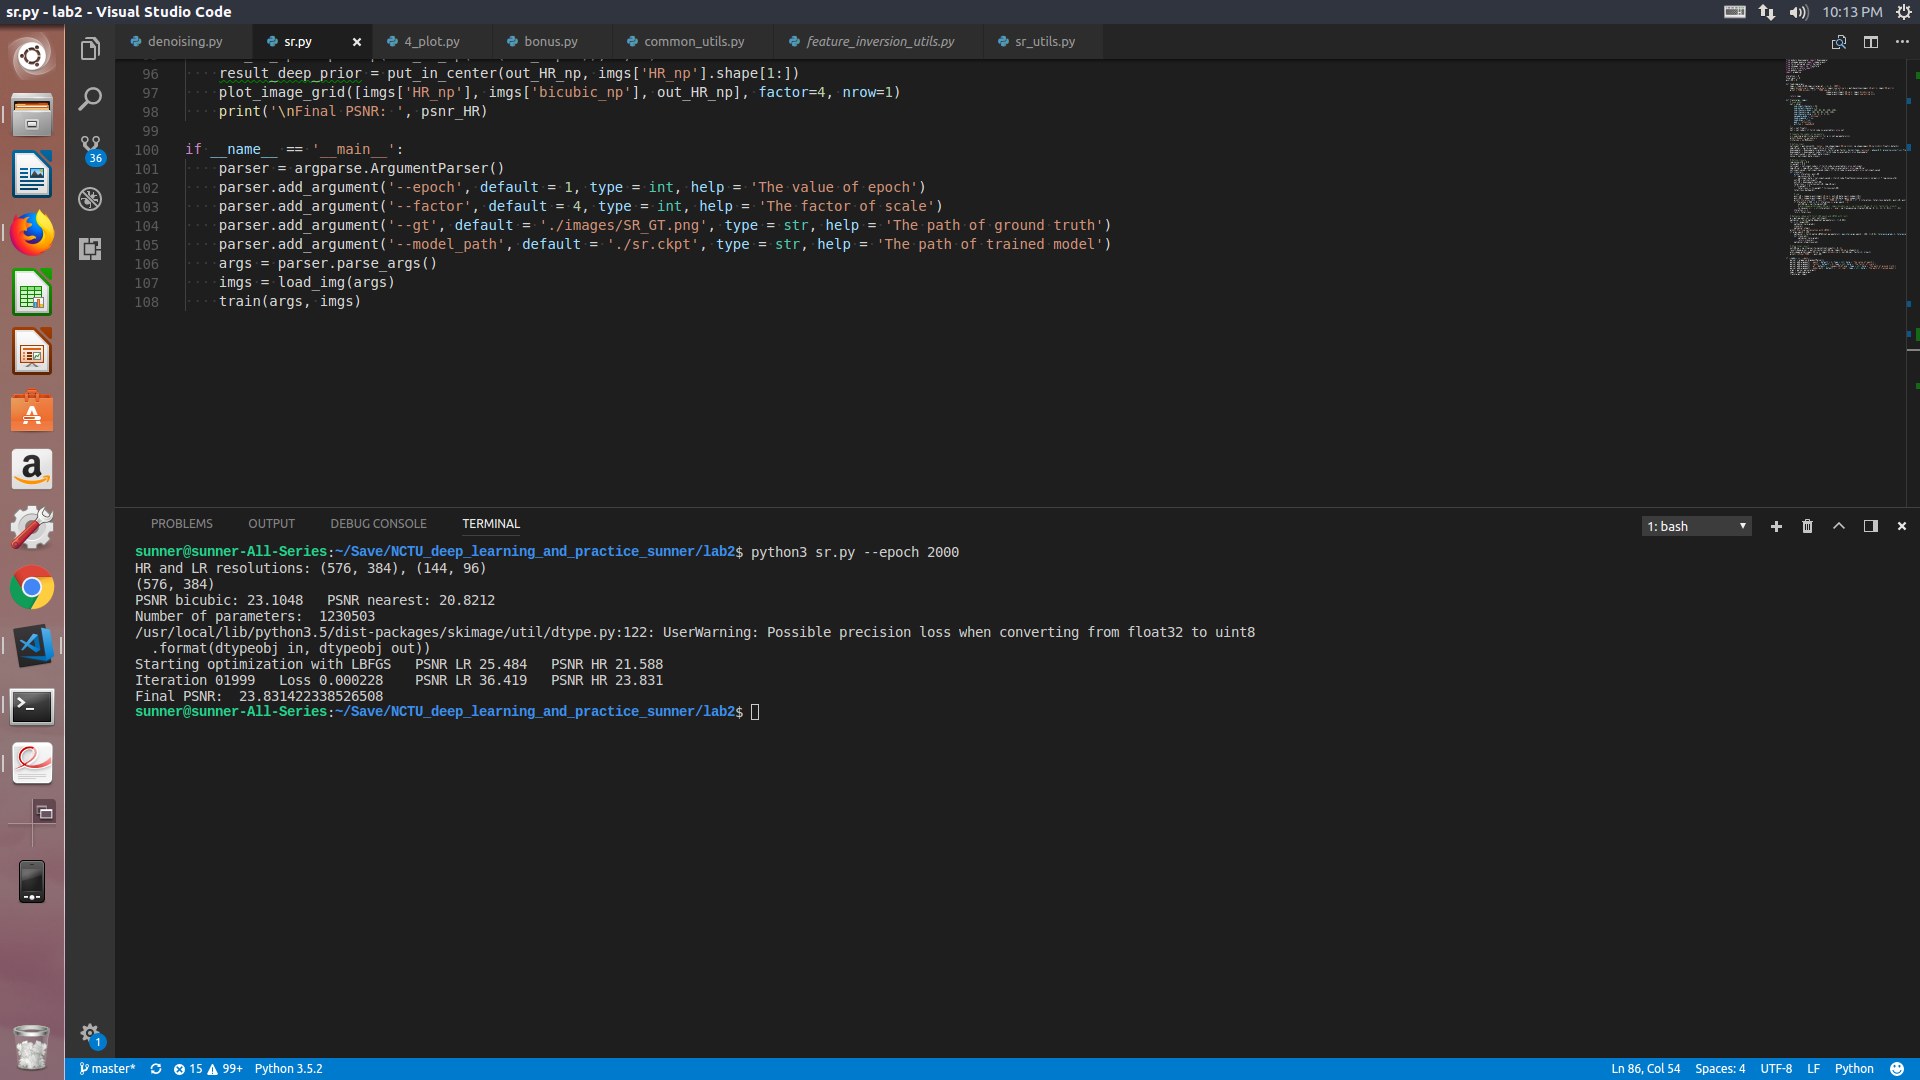 sr.py - lab2 - Visual Studio Code
10:13 PM
denoising.py
sr.py
4_plot.py
bonus.py
common_utils.py
feature_inversion_utils.py
sr_utils.py
96 result_deep_prior = put_in_center(out_HR_np, imgs['HR_np'].shape[1:])
97 plot_image_grid([imgs['HR_np'], imgs['bicubic_np'], out_HR_np], factor=4, nrow=1)
98 print('\nFinal PSNR: ', psnr_HR)
99
100 if __name__ == '__main__':
101 parser = argparse.ArgumentParser()
102 parser.add_argument('--epoch', default = 1, type = int, help = 'The value of epoch')
103 parser.add_argument('--factor', default = 4, type = int, help = 'The factor of scale')
104 parser.add_argument('--gt', default = './images/SR_GT.png', type = str, help = 'The path of ground truth')
105 parser.add_argument('--model_path', default = './sr.ckpt', type = str, help = 'The path of trained model')
106 args = parser.parse_args()
107 imgs = load_img(args)
108 train(args, imgs)
36
PROBLEMS OUTPUT DEBUG CONSOLE TERMINAL
1: bash
sunner@sunner-All-Series:~/Save/NCTU_deep_learning_and_practice_sunner/lab2$ python3 sr.py --epoch 2000
HR and LR resolutions: (576, 384), (144, 96)
(576, 384)
PSNR bicubic: 23.1048 PSNR nearest: 20.8212
Number of parameters: 1230503
/usr/local/lib/python3.5/dist-packages/skimage/util/dtype.py:122: UserWarning: Possible precision loss when converting from float32 to uint8
.format(dtypeobj in, dtypeobj out))
Starting optimization with LBFGS PSNR LR 25.484 PSNR HR 21.588
Iteration 01999 Loss 0.000228 PSNR LR 36.419 PSNR HR 23.831
Final PSNR: 23.831422338526508
sunner@sunner-All-Series:~/Save/NCTU_deep_learning_and_practice_sunner/lab2$
1
master* 15 99+ Python 3.5.2
Ln 86, Col 54 Spaces: 4 UTF-8 LF Python